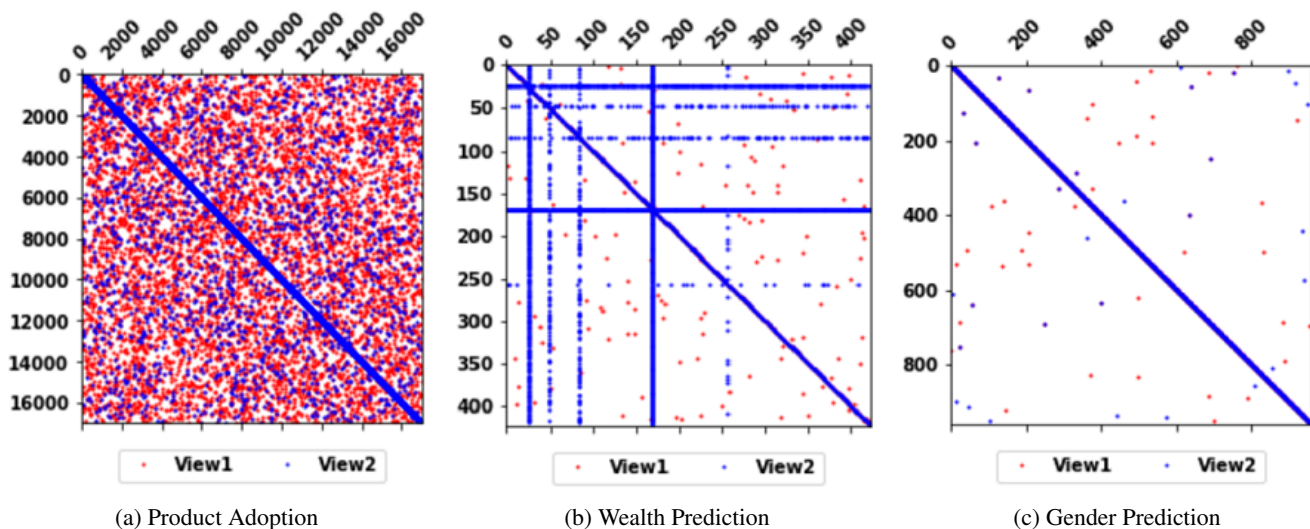 0 2000 4000 6000 8000 10000 12000 14000 16000
0
2000
4000
6000
8000
10000
12000
14000
16000
View1 View2
(a) Product Adoption
0 50 100 150 200 250 300 350 400
0
50
100
150
200
250
300
350
400
View1 View2
(b) Wealth Prediction
0 200 400 600 800
0
200
400
600
800
View1 View2
(c) Gender Prediction